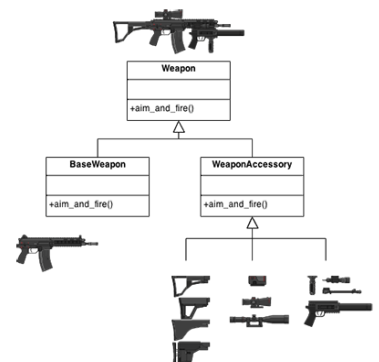 Weapon
+aim_and_fire()
BaseWeapon
WeaponAccessory
+aim_and_fire()
+aim_and_fire()